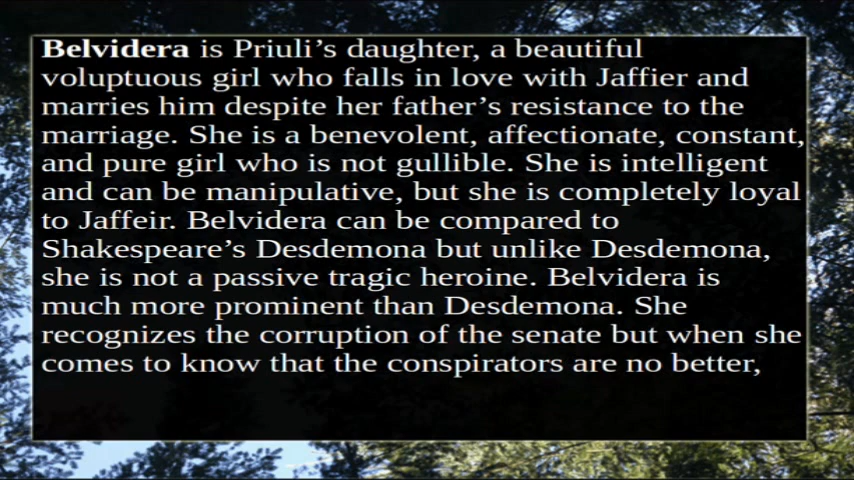 Belvidera is Priuli’s daughter, a beautiful
voluptuous girl who falls in love with Jaffier and
marries him despite her father’s resistance to the
marriage. She is a benevolent, affectionate, constant,
and pure girl who is not gullible. She is intelligent
and can be manipulative, but she is completely loyal
to Jaffeir. Belvidera can be compared to
Shakespeare’s Desdemona but unlike Desdemona,
she is not a passive tragic heroine. Belvidera is
much more prominent than Desdemona. She
recognizes the corruption of the senate but when she
comes to know that the conspirators are no better,